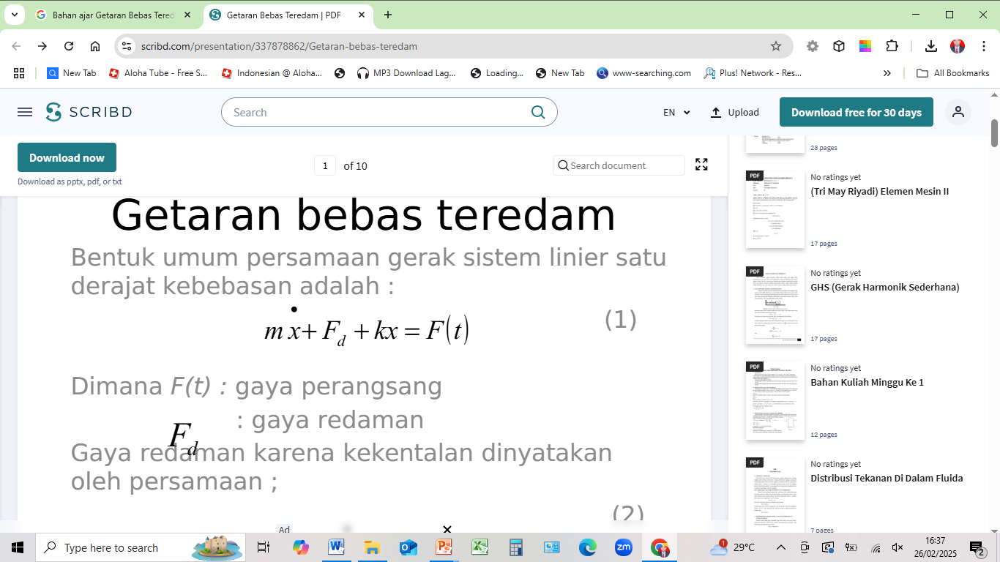 Bahan ajar Getaran Bebas Tered
Getaran Bebas Teredam | PDF
scribd.com/presentation/337878862/Getaran-bebas-teredam
New Tab
Aloha Tube - Free S...
Indonesian @ Aloha...
MP3 Download Lag...
Loading...
New Tab
www-searching.com
Plus! Network - Res...
All Bookmarks
SCRIBD
Search
EN
Upload
Download free for 30 days
Download now
Download as pptx, pdf, or txt
1 of 10
Search document
Getaran bebas teredam
Bentuk umum persamaan gerak sistem linier satu
derajat kebebasan adalah :
m ẋ + F_d + kx = F(t) (1)
Dimana F(t) : gaya perangsang
F_d : gaya redaman
Gaya redaman karena kekentalan dinyatakan
oleh persamaan :
(2)
28 pages
PDF
No ratings yet
(Tri May Riyadi) Elemen Mesin II
17 pages
PDF
No ratings yet
GHS (Gerak Harmonik Sederhana)
17 pages
PDF
No ratings yet
Bahan Kuliah Minggu Ke 1
12 pages
PDF
No ratings yet
Distribusi Tekanan Di Dalam Fluida
7 pages
Type here to search
zm
1
29°C
16:37
26/02/2025
2